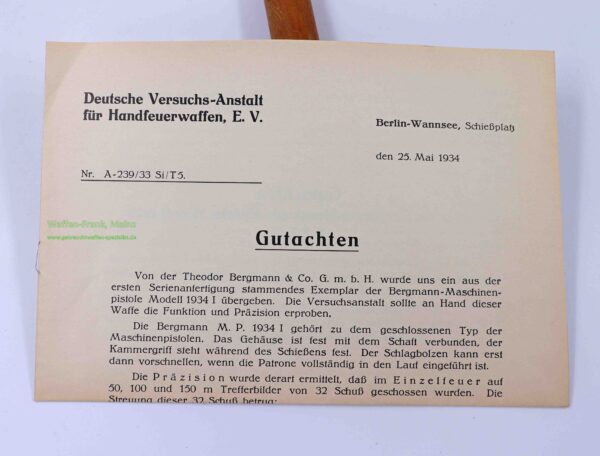 Deutsche Versuchs-Anstalt
für Handfeuerwaffen, E. V.
Berlin-Wannsee, Schießplatz
den 25. Mai 1934
Nr. A-239/33 Si/T5.
Waffen-Frank, Mainz
www.gebrauchtwaffen-spezialist.de
Gutachten
Von der Theodor Bergmann & Co. G. m. b. H. wurde uns ein aus der
ersten Serienanfertigung stammendes Exemplar der Bergmann-Maschinen-
pistole Modell 1934 I übergeben. Die Versuchsanstalt sollte an Hand dieser
Waffe die Funktion und Präzision erproben.
Die Bergmann M. P. 1934 I gehört zu dem geschlossenen Typ der
Maschinenpistolen. Das Gehäuse ist fest mit dem Schaft verbunden, der
Kammergriff steht während des Schießens fest. Der Schlagbolzen kann erst
dann vorschnellen, wenn die Patrone vollständig in den Lauf eingeführt ist.
Die Präzision wurde derart ermittelt, daß im Einzelfeuer auf
50, 100 und 150 m Trefferbilder von 32 Schuß geschossen wurden. Die
Streuung dieser 32 Schuß betrug: